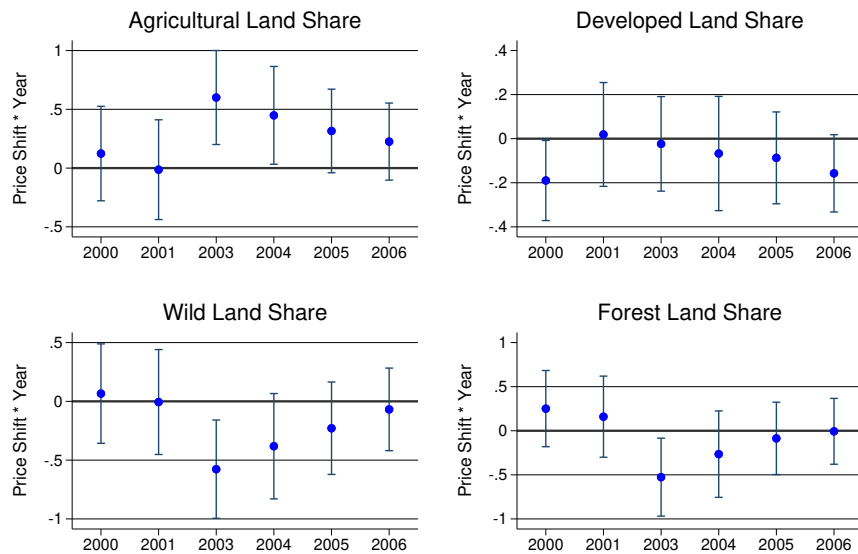 Agricultural Land Share
Price Shift * Year
1
.5
0
-.5
2000 2001 2003 2004 2005 2006
Developed Land Share
Price Shift * Year
.4
.2
0
-.2
-.4
2000 2001 2003 2004 2005 2006
Wild Land Share
Price Shift * Year
.5
0
-.5
-1
2000 2001 2003 2004 2005 2006
Forest Land Share
Price Shift * Year
1
.5
0
-.5
-1
2000 2001 2003 2004 2005 2006